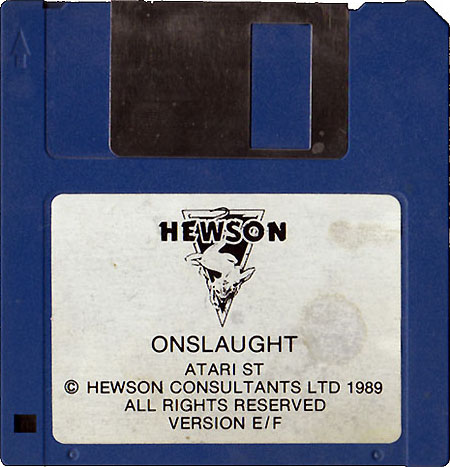 HEWSON
ONSLAUGHT
ATARI ST
© HEWSON CONSULTANTS LTD 1989
ALL RIGHTS RESERVED
VERSION E/F